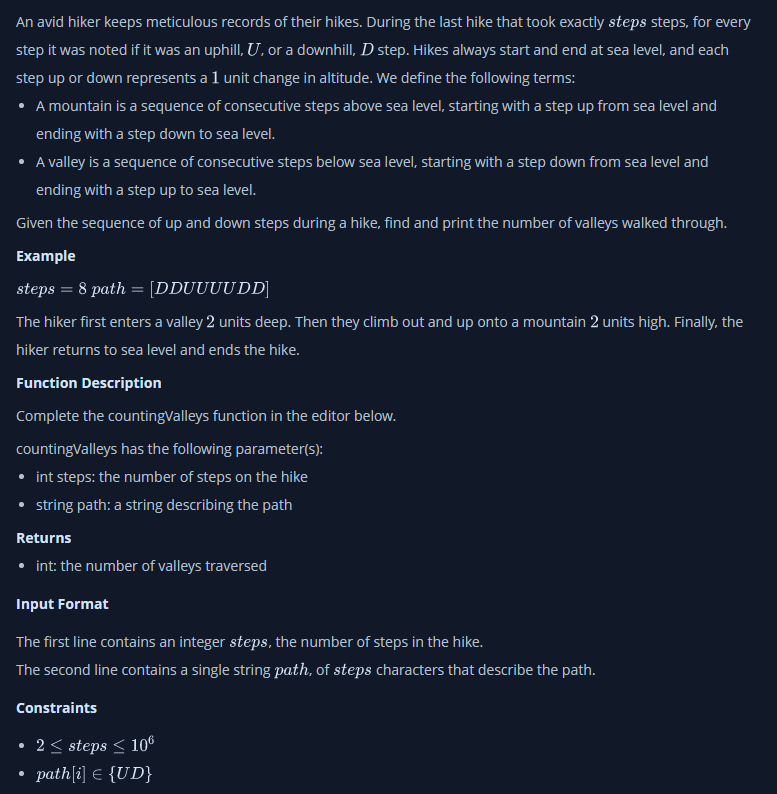 An avid hiker keeps meticulous records of their hikes. During the last hike that took exactly steps steps, for every
step it was noted if it was an uphill, U, or a downhill, D step. Hikes always start and end at sea level, and each
step up or down represents a 1 unit change in altitude. We define the following terms:
• A mountain is a sequence of consecutive steps above sea level, starting with a step up from sea level and
ending with a step down to sea level.
• A valley is a sequence of consecutive steps below sea level, starting with a step down from sea level and
ending with a step up to sea level.
Given the sequence of up and down steps during a hike, find and print the number of valleys walked through.
Example
steps = 8 path = [DDUUUUDD]
The hiker first enters a valley 2 units deep. Then they climb out and up onto a mountain 2 units high. Finally, the
hiker returns to sea level and ends the hike.
Function Description
Complete the countingValleys function in the editor below.
countingValleys has the following parameter(s):
• int steps: the number of steps on the hike
• string path: a string describing the path
Returns
• int: the number of valleys traversed
Input Format
The first line contains an integer steps, the number of steps in the hike.
The second line contains a single string path, of steps characters that describe the path.
Constraints
• 2 ≤ steps ≤ 10⁶
• path[i] ∈ {UD}